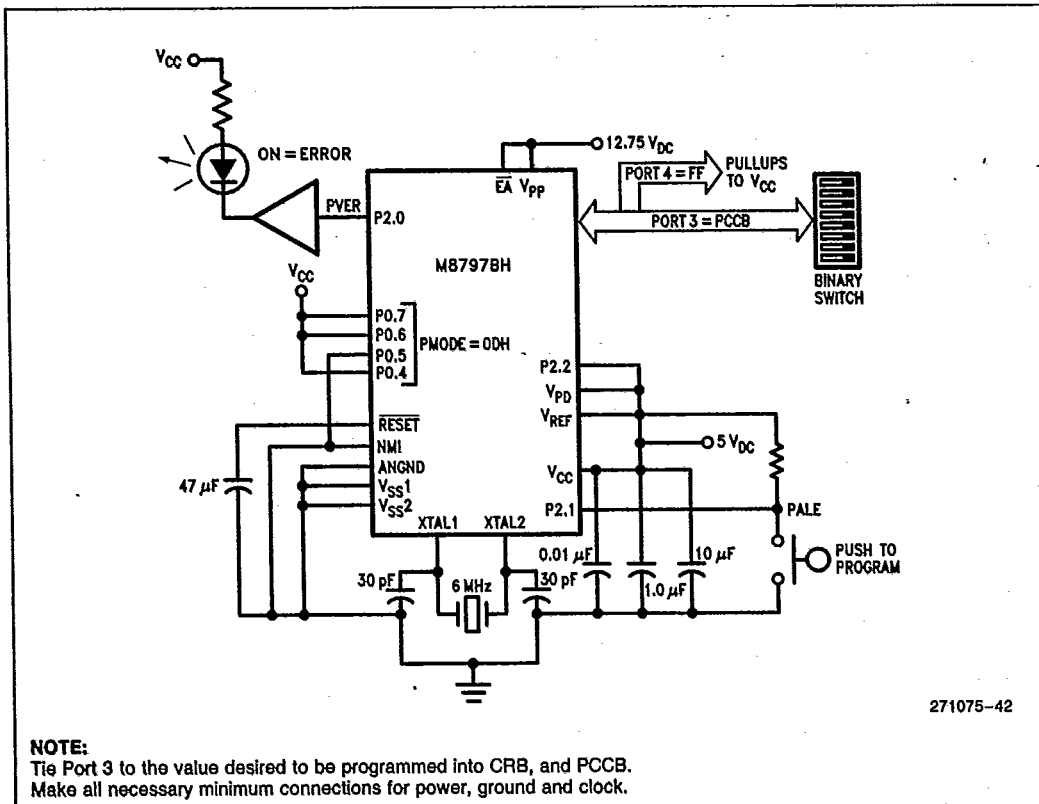 VCC
ON = ERROR
12.75 VDC
EA VPP
PORT 4 = FF
PULLUPS
TO VCC
PVER
P2.0
PORT 3 = PCCB
M8797BH
BINARY
SWITCH
VCC
P0.7
P0.6
P0.5
P0.4
PMODE = 0DH
P2.2
VPD
VREF
RESET
NMI
5 VDC
ANGND
VCC
47 µF
VSS1
VSS2
P2.1
PALE
XTAL1 XTAL2
0.01 µF
10 µF
PUSH TO
PROGRAM
30 pF
6 MHz
30 pF
1.0 µF
271075-42
NOTE:
Tie Port 3 to the value desired to be programmed into CRB, and PCCB.
Make all necessary minimum connections for power, ground and clock.